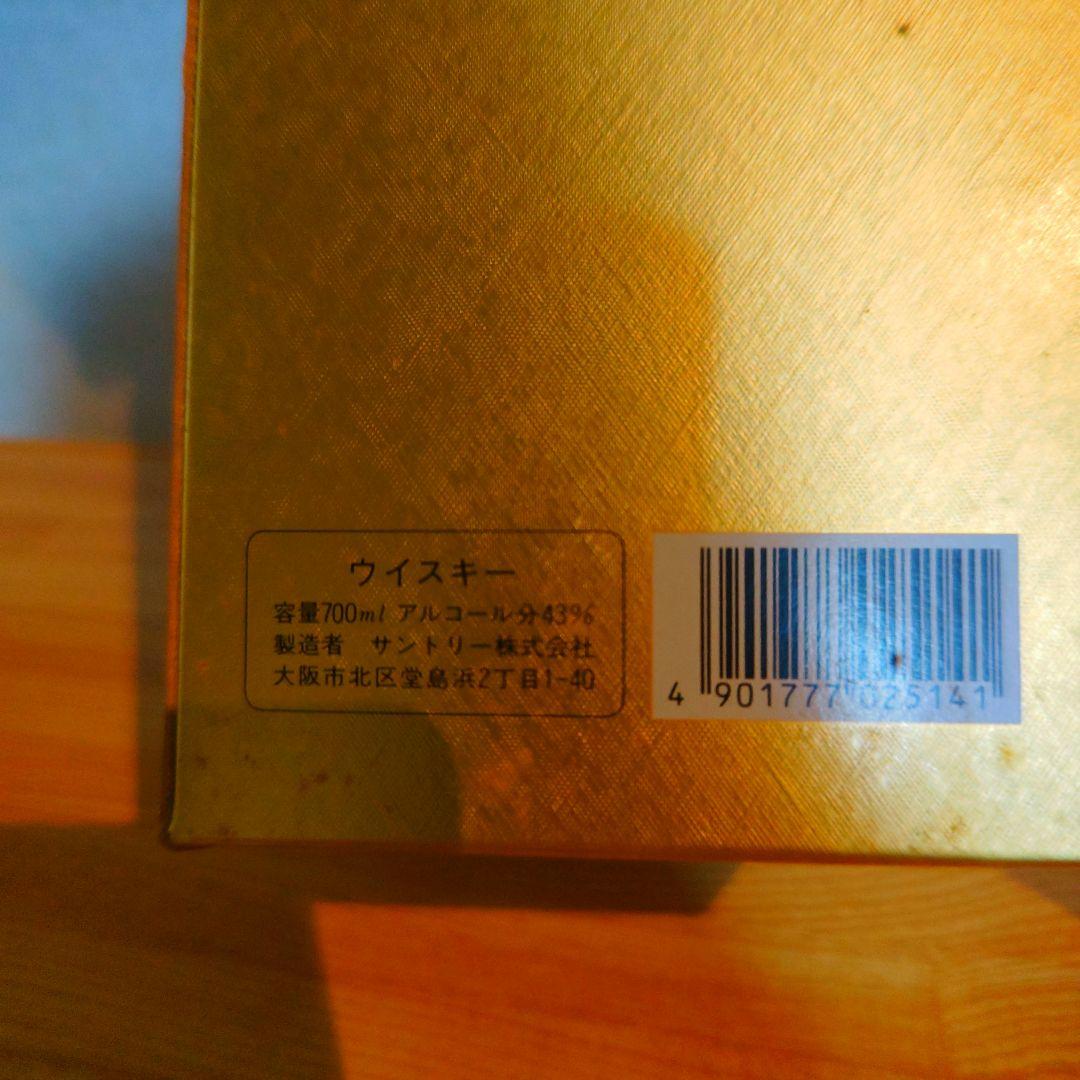 ウイスキー
容量700ml アルコール分43%
製造者 サントリー株式会社
大阪市北区堂島浜2丁目1-40
4 901777 025141